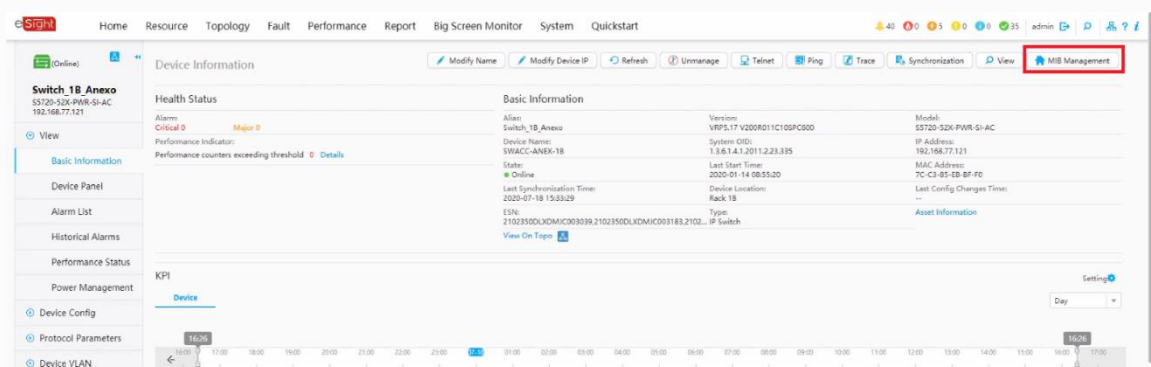 eSight Home Resource Topology Fault Performance Report Big Screen Monitor System Quickstart 40 0 5 0 0 35 admin
(Online)
Switch_1B_Anexo
S5720-52X-PWR-SI-AC
192.168.77.121
View
Basic Information
Device Panel
Alarm List
Historical Alarms
Performance Status
Power Management
Device Config
Protocol Parameters
Device VLAN
Device Information Modify Name Modify Device IP Refresh Unmanage Telnet Ping Trace Synchronization View MIB Management
Health Status
Alarm:
Critical 0 Major 0
Performance Indicator:
Performance counters exceeding threshold 0 Details
Basic Information
Alias: Version: Model:
Switch_1B_Anexo VRP5.17 V200R011C10SPC600 S5720-52X-PWR-SI-AC
Device Name: System OID: IP Address:
SWACC-ANEX-1B 1.3.6.1.4.1.2011.2.23.335 192.168.77.121
State: Last Start Time: MAC Address:
Online 2020-01-14 08:55:20 7C-C3-85-EB-BF-F0
Last Synchronization Time: Device Location: Last Config Changes Time:
2020-07-18 15:33:29 Rack 1B --
ESN: Type: Asset Information
2102350DLXDMJC003039,2102350DLXDMJC003183,2102... IP Switch
View On Topo
KPI Setting
Device Day
16:26 16:26
16:00 17:00 18:00 19:00 20:00 21:00 22:00 23:00 01:00 02:00 03:00 04:00 05:00 06:00 07:00 08:00 09:00 10:00 11:00 12:00 13:00 14:00 15:00 16:00 17:00